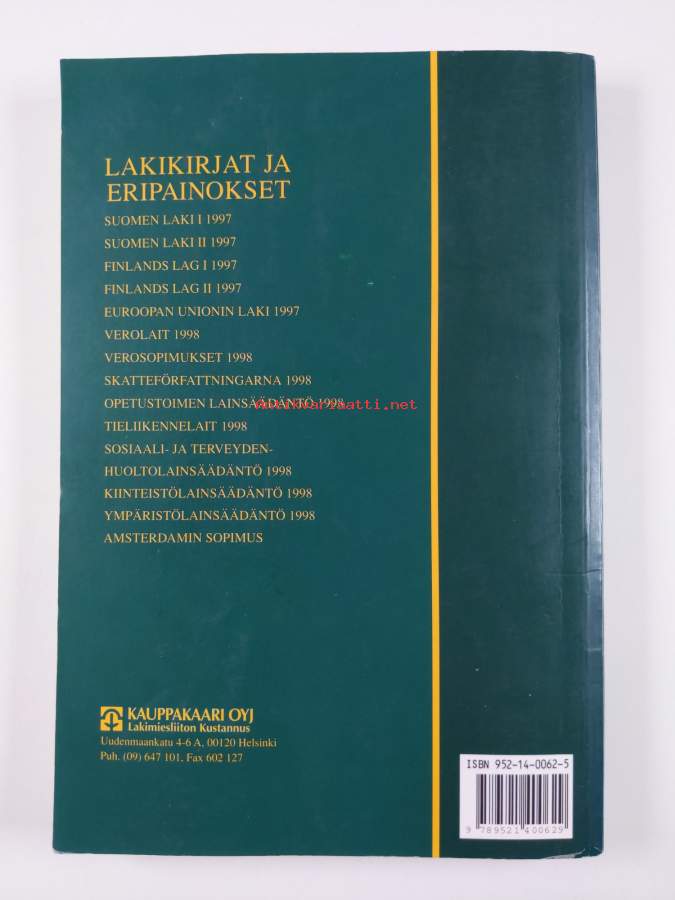 LAKIKIRJAT JA
ERIPAINOKSET
SUOMEN LAKI I 1997
SUOMEN LAKI II 1997
FINLANDS LAG I 1997
FINLANDS LAG II 1997
EUROOPAN UNIONIN LAKI 1997
VEROLAIT 1998
VEROSOPIMUKSET 1998
SKATTEFÖRFATTNINGARNA 1998
OPETUSTOIMEN LAINSÄÄDÄNTÖ 1998
Antikvariaatti.net
TIELIIKENNELAIT 1998
SOSIAALI- JA TERVEYDEN-
HUOLTOLAINSÄÄDÄNTÖ 1998
KIINTEISTÖLAINSÄÄDÄNTÖ 1998
YMPÄRISTÖLAINSÄÄDÄNTÖ 1998
AMSTERDAMIN SOPIMUS
KAUPPAKAARI OYJ
Lakimiesliiton Kustannus
Uudenmaankatu 4-6 A, 00120 Helsinki
Puh. (09) 647 101, Fax 602 127
ISBN 952-14-0062-5
9 789521 400629